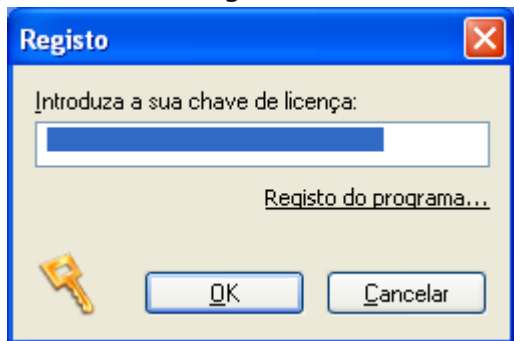 Registo
Introduza a sua chave de licença:
Registo do programa...
OK
Cancelar